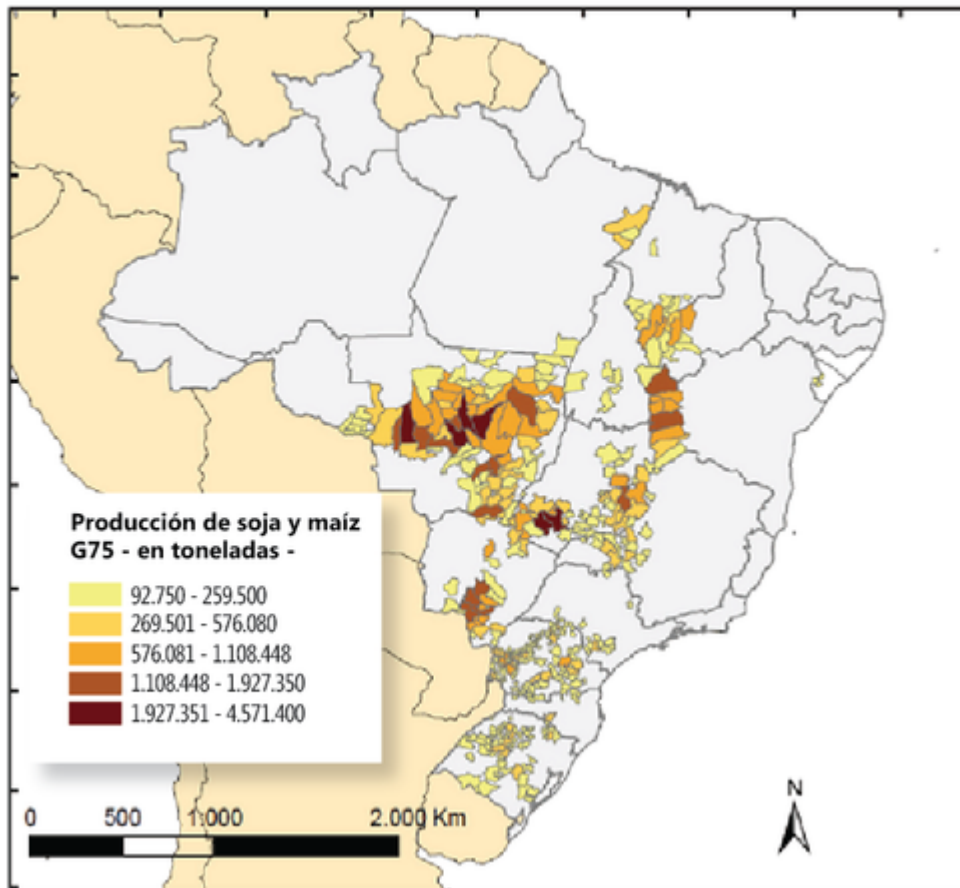 Producción de soja y maíz
G75 - en toneladas -
92.750 - 259.500
269.501 - 576.080
576.081 - 1.108.448
1.108.448 - 1.927.350
1.927.351 - 4.571.400
0 500 1.000 2.000 Km
N